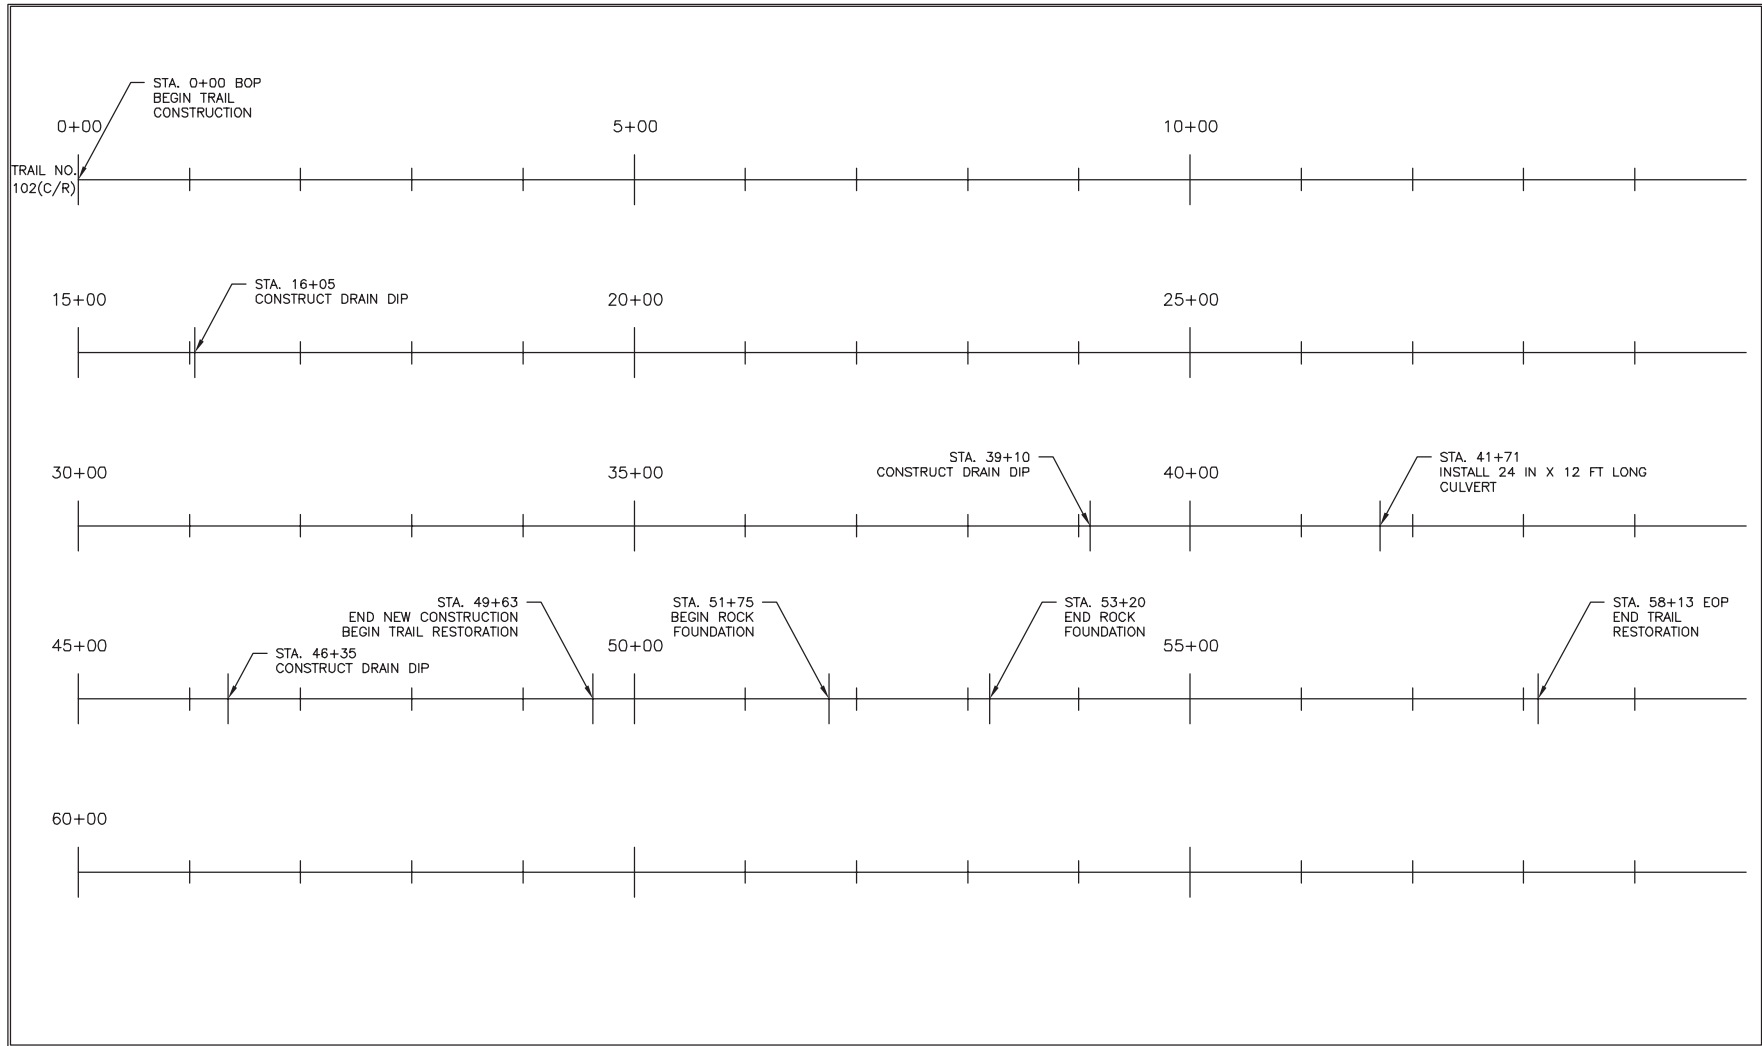 STA. 0+00 BOP
BEGIN TRAIL
CONSTRUCTION
0+00
5+00
10+00
TRAIL NO.
102(C/R)
STA. 16+05
CONSTRUCT DRAIN DIP
15+00
20+00
25+00
STA. 39+10
CONSTRUCT DRAIN DIP
STA. 41+71
INSTALL 24 IN X 12 FT LONG
CULVERT
30+00
35+00
40+00
STA. 49+63
END NEW CONSTRUCTION
BEGIN TRAIL RESTORATION
STA. 51+75
BEGIN ROCK
FOUNDATION
STA. 53+20
END ROCK
FOUNDATION
STA. 58+13 EOP
END TRAIL
RESTORATION
45+00
STA. 46+35
CONSTRUCT DRAIN DIP
50+00
55+00
60+00